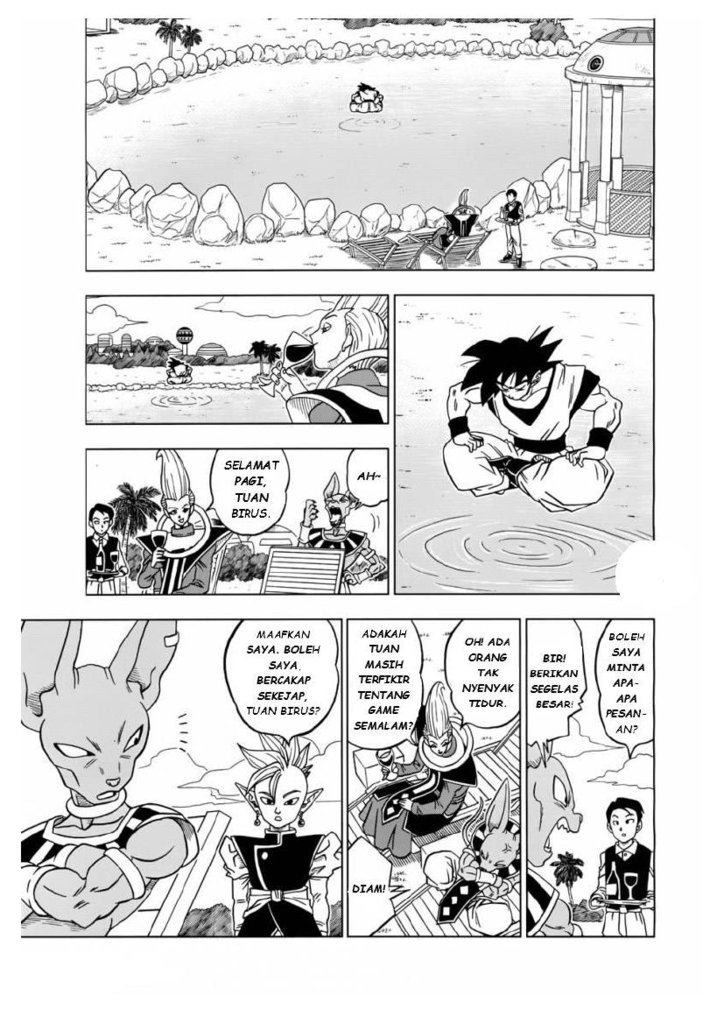 AH~
SELAMAT
PAGI,
TUAN
BIRUS.
BOLEH
SAYA
MINTA
APA-
APA
PESAN-
AN?
BIR!
BERIKAN
SEGELAS
BESAR!
OH! ADA
ORANG
TAK
NYENYAK
TIDUR.
ADAKAH
TUAN
MASIH
TERFIKIR
TENTANG
GAME
SEMALAM?
DIAM!
MAAFKAN
SAYA. BOLEH
SAYA
BERCAKAP
SEKEJAP,
TUAN BIRUS?